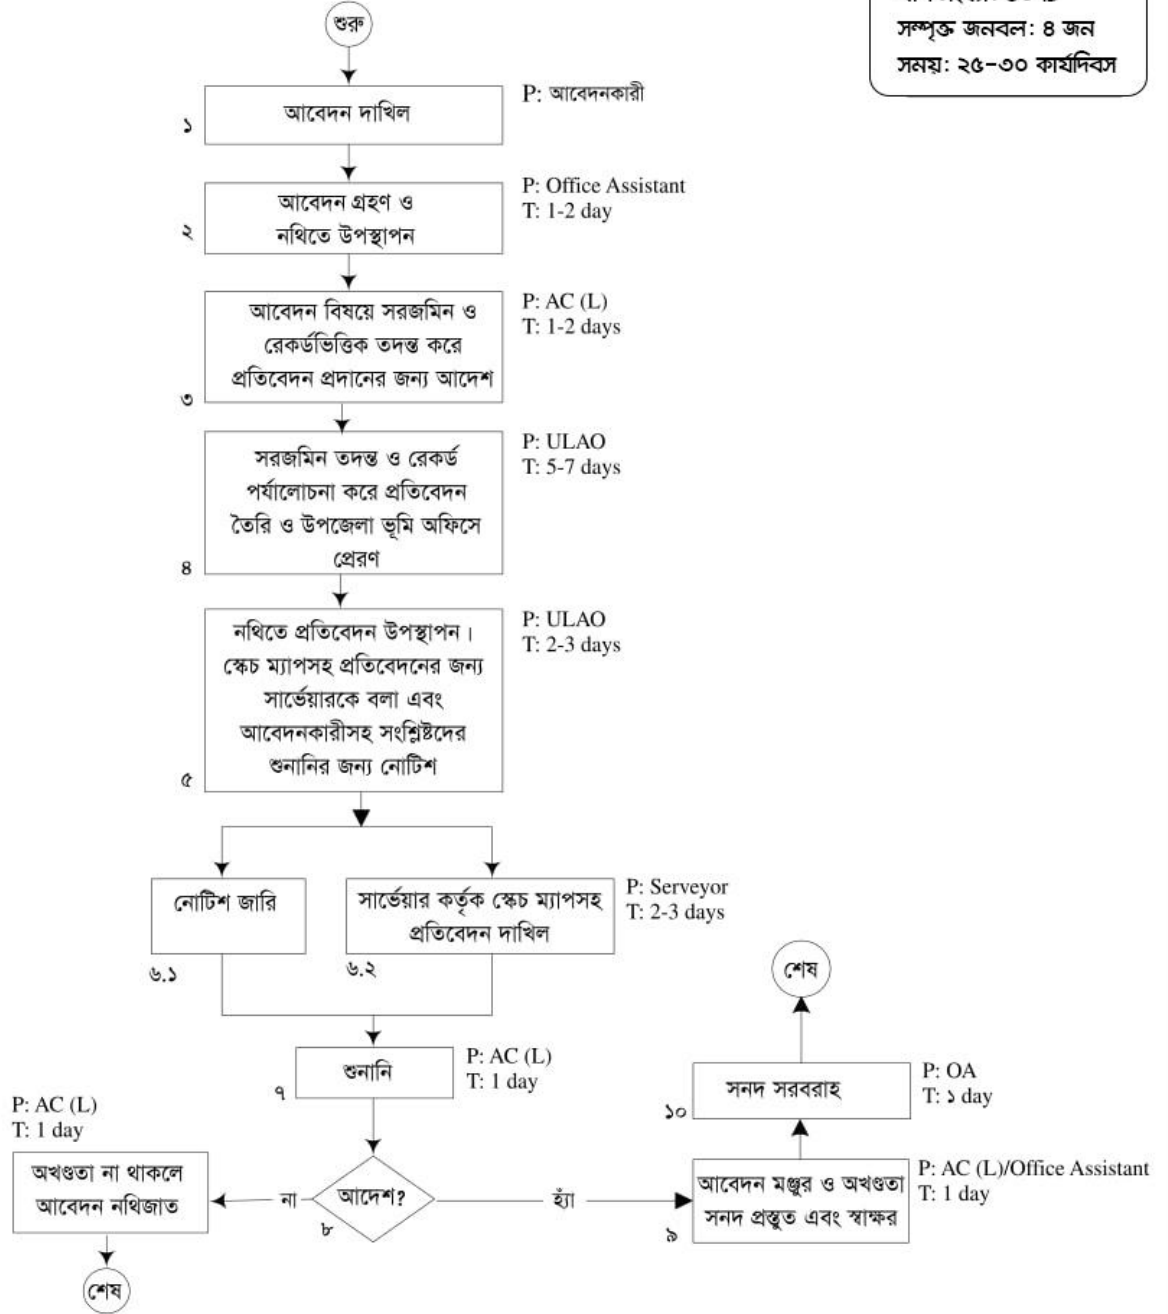 শুরু
সম্পৃক্ত জনবল: ৪ জন
সময়: ২৫-৩০ কার্যদিবস
আবেদন দাখিল
১
P: আবেদনকারী
আবেদন গ্রহণ ও
নথিতে উপস্থাপন
২
P: Office Assistant
T: 1-2 day
আবেদন বিষয়ে সরজমিন ও
রেকর্ডভিত্তিক তদন্ত করে
প্রতিবেদন প্রদানের জন্য আদেশ
৩
P: AC (L)
T: 1-2 days
সরজমিন তদন্ত ও রেকর্ড
পর্যালোচনা করে প্রতিবেদন
তৈরি ও উপজেলা ভূমি অফিসে
প্রেরণ
৪
P: ULAO
T: 5-7 days
নথিতে প্রতিবেদন উপস্থাপন।
স্কেচ ম্যাপসহ প্রতিবেদনের জন্য
সার্ভেয়ারকে বলা এবং
আবেদনকারীসহ সংশ্লিষ্টদের
শুনানির জন্য নোটিশ
৫
P: ULAO
T: 2-3 days
নোটিশ জারি
৬.১
সার্ভেয়ার কর্তৃক স্কেচ ম্যাপসহ
প্রতিবেদন দাখিল
৬.২
P: Serveyor
T: 2-3 days
শুনানি
৭
P: AC (L)
T: 1 day
আদেশ?
৮
না
P: AC (L)
T: 1 day
অখণ্ডতা না থাকলে
আবেদন নথিজাত
শেষ
হ্যাঁ
আবেদন মঞ্জুর ও অখণ্ডতা
সনদ প্রস্তুত এবং স্বাক্ষর
৯
P: AC (L)/Office Assistant
T: 1 day
সনদ সরবরাহ
১০
P: OA
T: ১ day
শেষ